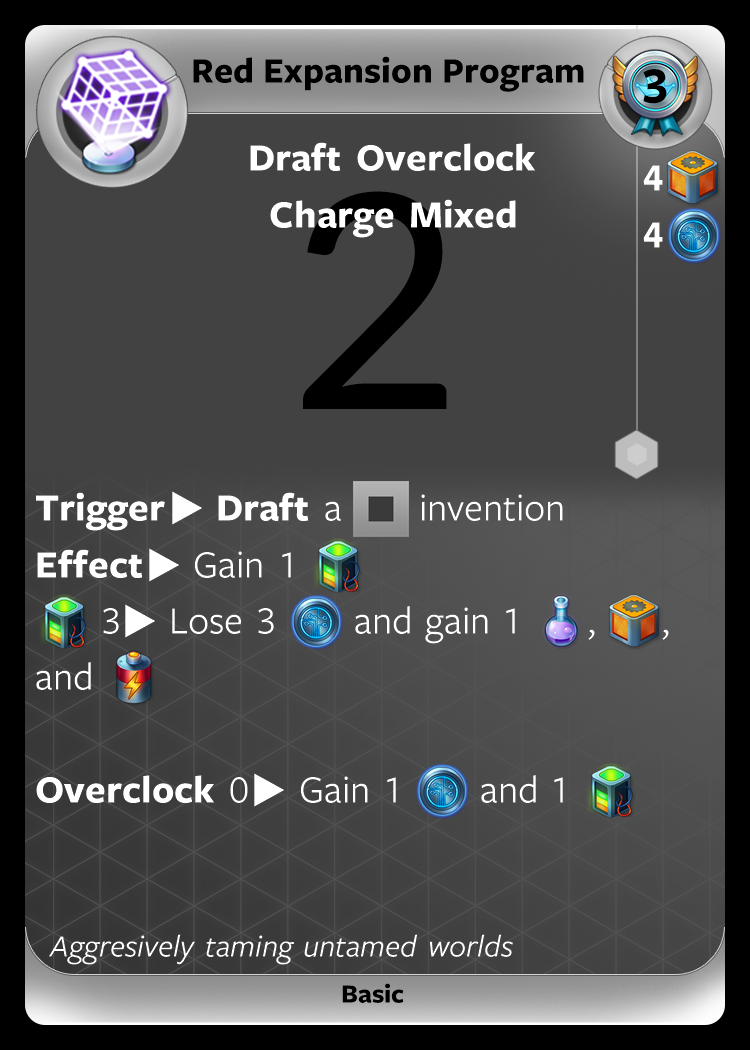 Red Expansion Program
3
Draft Overclock
Charge Mixed
4
4
2
Trigger▶ Draft a invention
Effect▶ Gain 1
3▶ Lose 3 and gain 1 , ,
and
Overclock 0▶ Gain 1 and 1
Aggresively taming untamed worlds
Basic